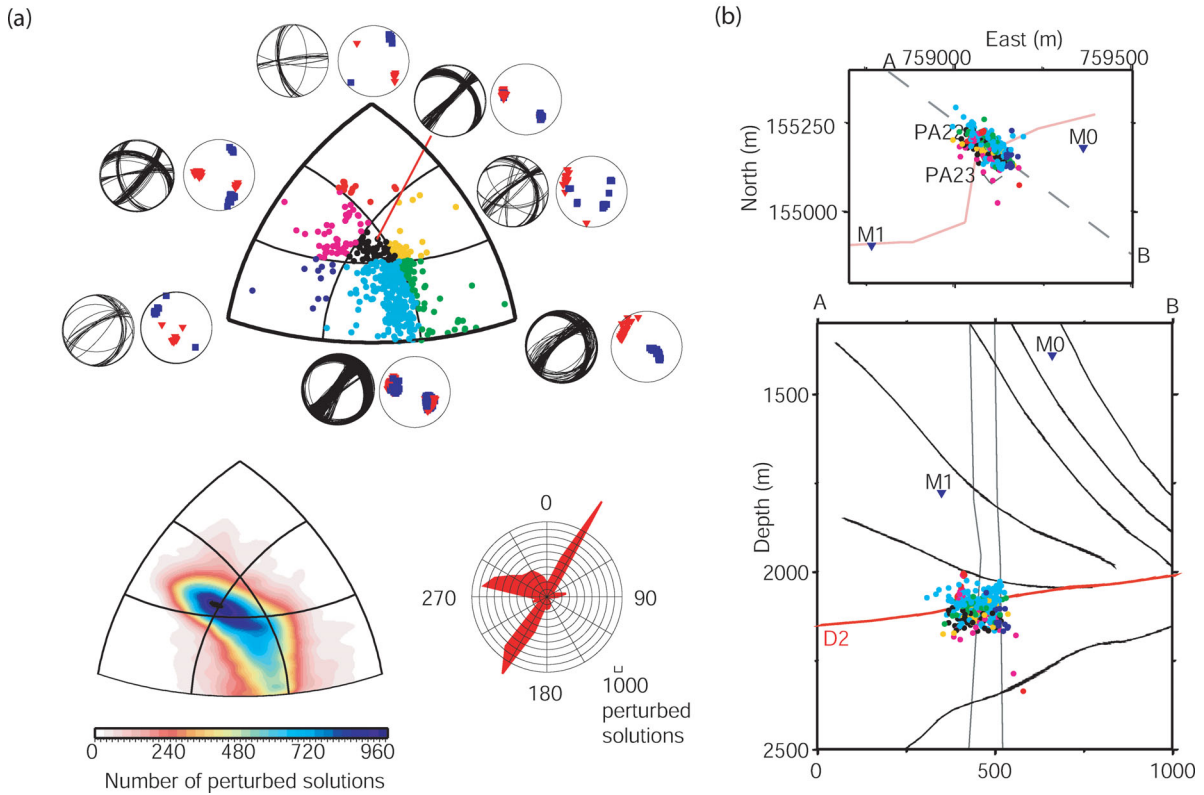 (a)
0
270
90
180
1000
perturbed
solutions
0 240 480 720 960
Number of perturbed solutions
(b)
East (m)
759000 759500
A
155250
North (m)
155000
PA22
PA23
M0
M1
B
A B
1500
Depth (m)
2000
2500
M0
M1
D2
0 500 1000